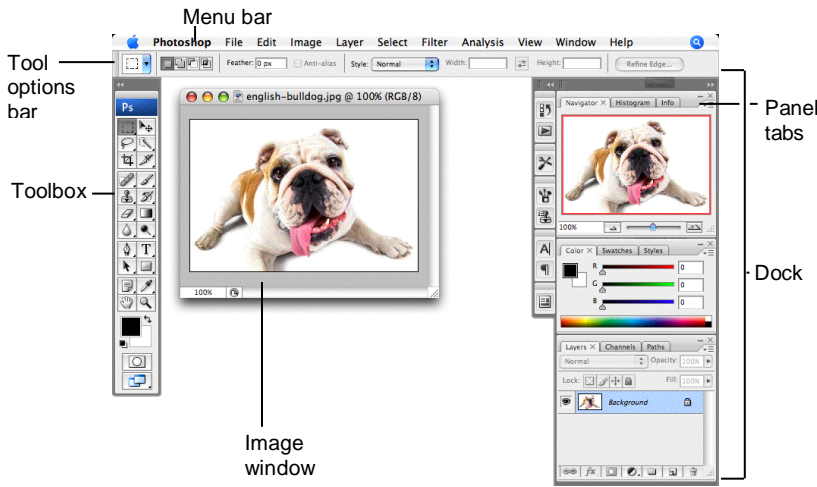 Menu bar
Photoshop File Edit Image Layer Select Filter Analysis View Window Help
Tool
options
bar
Feather: 0 px Anti-alias Style: Normal Width: Height: Refine Edge...
Ps
english-bulldog.jpg @ 100% (RGB/8)
Navigator X Histogram Info
Panel
tabs
Toolbox
100%
A
T
Color X Swatches Styles
R 0
G 0
B 0
Dock
100%
Layers X Channels Paths
Normal Opacity: 100%
Lock: Fill: 100%
Background
fx.
Image
window